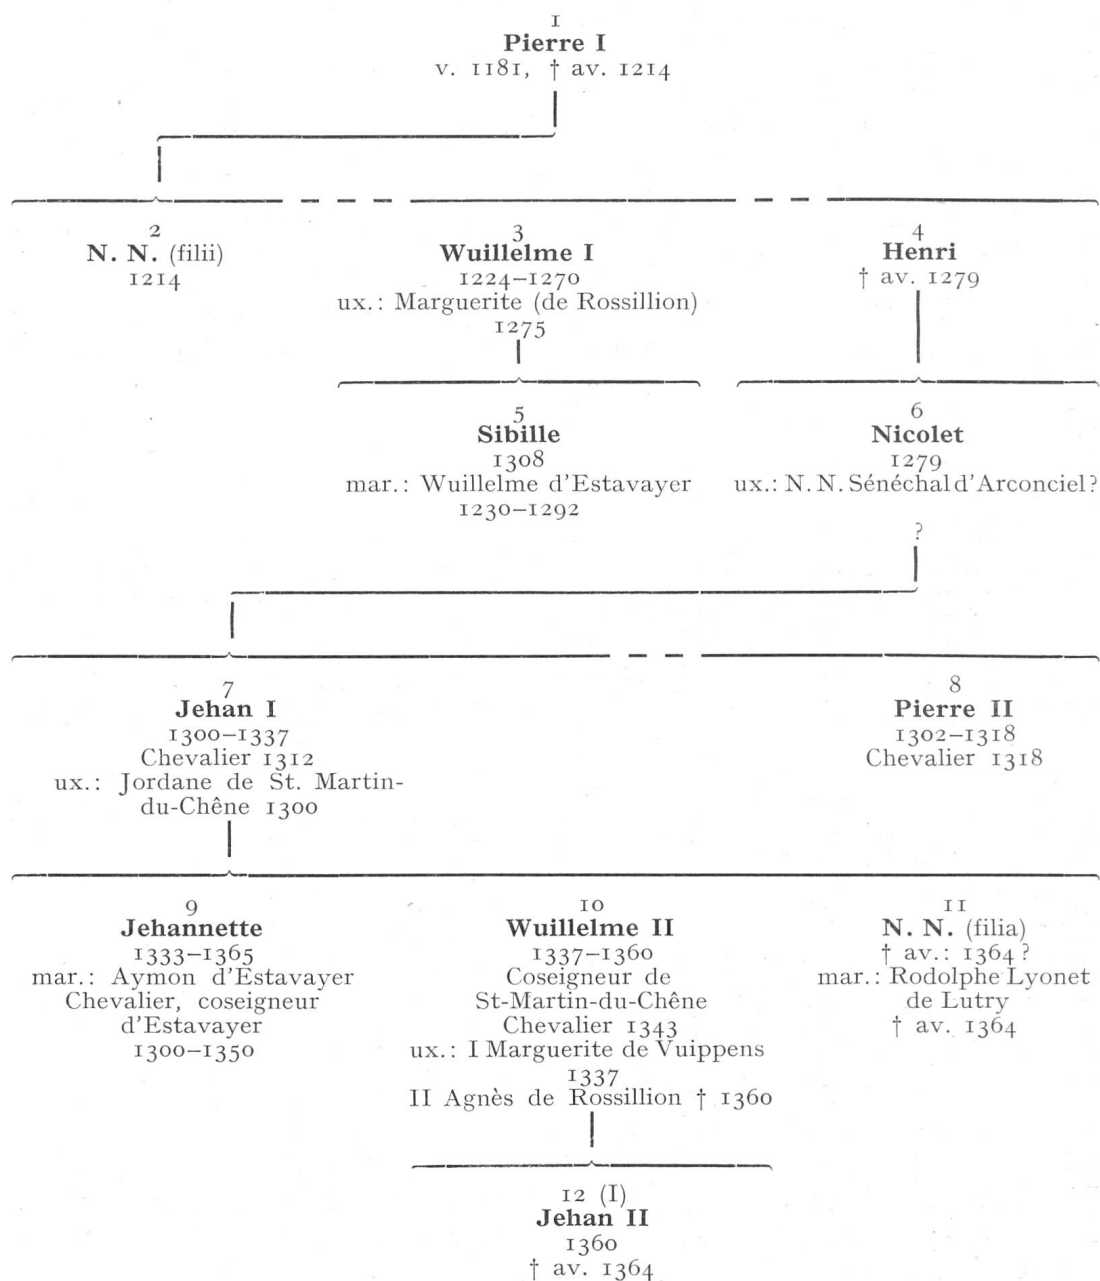 1
Pierre I
v. 1181, † av. 1214
2
N. N. (filii)
1214
3
Wuillelme I
1224–1270
ux.: Marguerite (de Rossillion)
1275
4
Henri
† av. 1279
5
Sibille
1308
mar.: Wuillelme d'Estavayer
1230–1292
6
Nicolet
1279
ux.: N. N. Sénéchal d'Arconciel?
?
7
Jehan I
1300–1337
Chevalier 1312
ux.: Jordane de St. Martin-
du-Chêne 1300
8
Pierre II
1302–1318
Chevalier 1318
9
Jehannette
1333–1365
mar.: Aymon d'Estavayer
Chevalier, coseigneur
d'Estavayer
1300–1350
10
Wuillelme II
1337–1360
Coseigneur de
St-Martin-du-Chêne
Chevalier 1343
ux.: I Marguerite de Vuippens
1337
II Agnès de Rossillion † 1360
11
N. N. (filia)
† av.: 1364?
mar.: Rodolphe Lyonet
de Lutry
† av. 1364
12 (I)
Jehan II
1360
† av. 1364